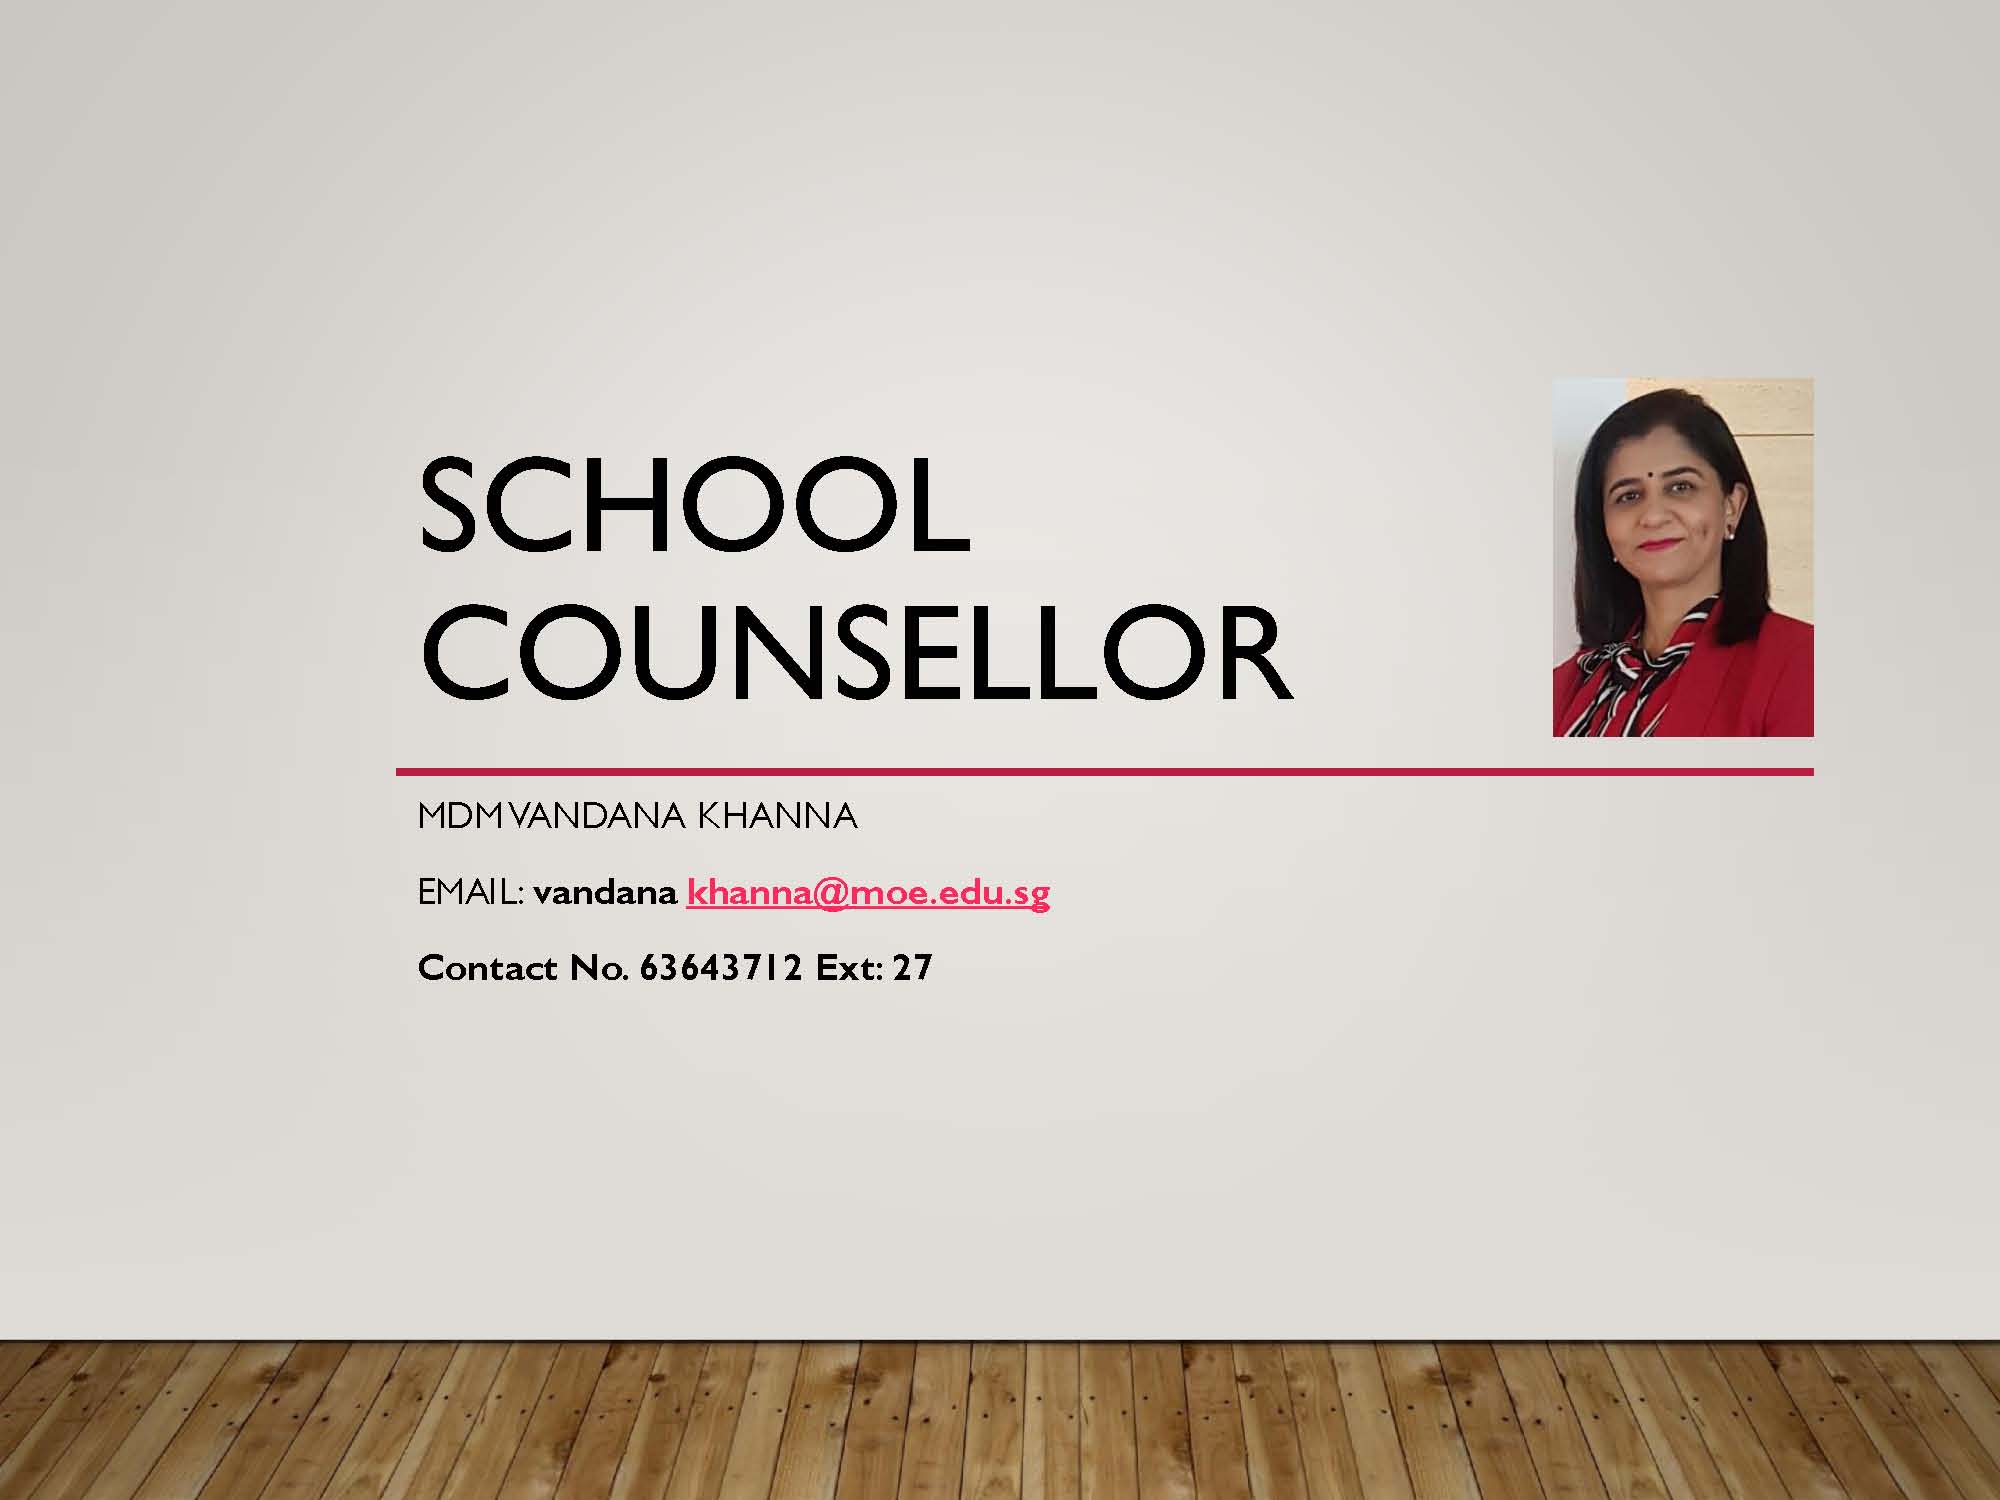 SCHOOL
COUNSELLOR
MDM VANDANA KHANNA
EMAIL: vandana khanna@moe.edu.sg
Contact No. 63643712 Ext: 27